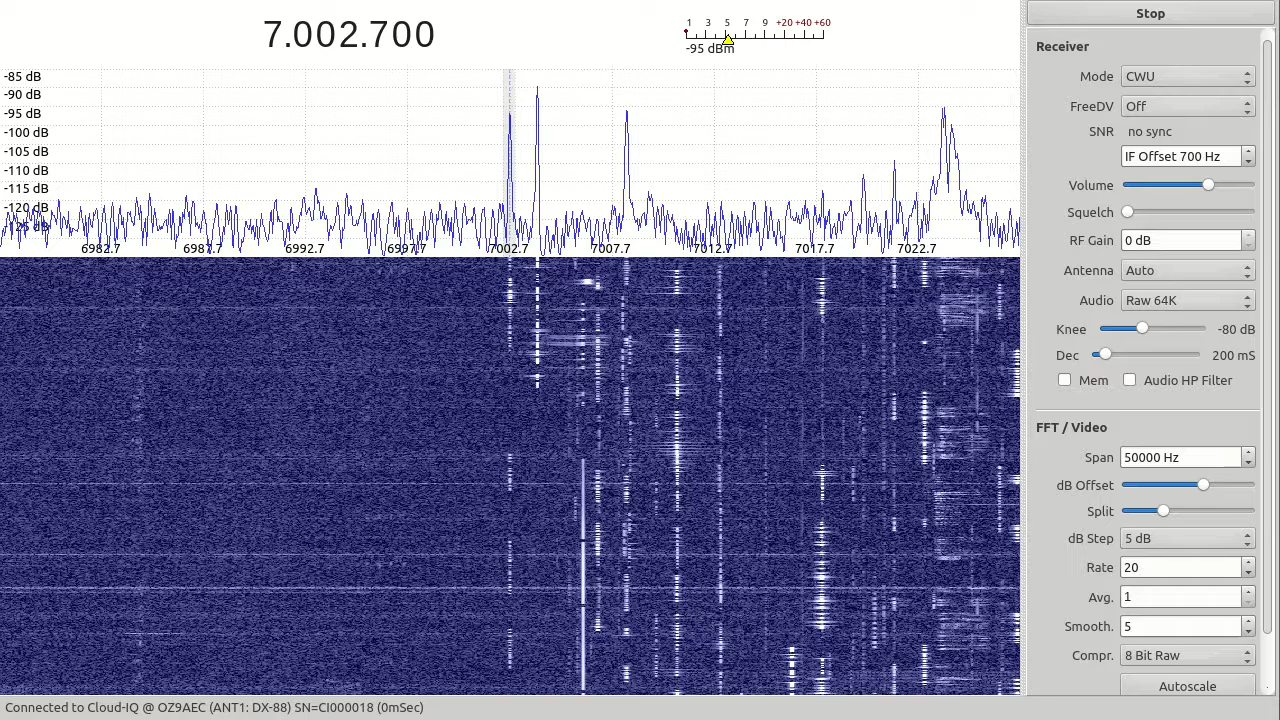 7.002.700
1 3 5 7 9 +20 +40 +60
-95 dBm
-85 dB
-90 dB
-95 dB
-100 dB
-105 dB
-110 dB
-115 dB
-120 dB
-125 dB
6982.7 6987.7 6992.7 6997.7 7002.7 7007.7 7012.7 7017.7 7022.7
Stop
Receiver
Mode CWU
FreeDV Off
SNR no sync
IF Offset 700 Hz
Volume
Squelch
RF Gain 0 dB
Antenna Auto
Audio Raw 64K
Knee -80 dB
Dec 200 mS
Mem Audio HP Filter
FFT / Video
Span 50000 Hz
dB Offset
Split
dB Step 5 dB
Rate 20
Avg. 1
Smooth. 5
Compr. 8 Bit Raw
Autoscale
Connected to Cloud-IQ @ OZ9AEC (ANT1: DX-88) SN=CI000018 (0mSec)